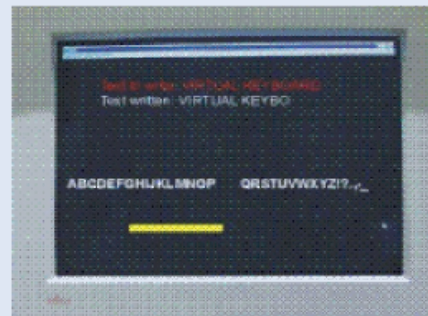 Text to write: VIRTUAL KEYBOARD
Text written: VIRTUAL KEYBO
ABCDEFGHIJKLMNOP QRSTUVWXYZ!?.,_